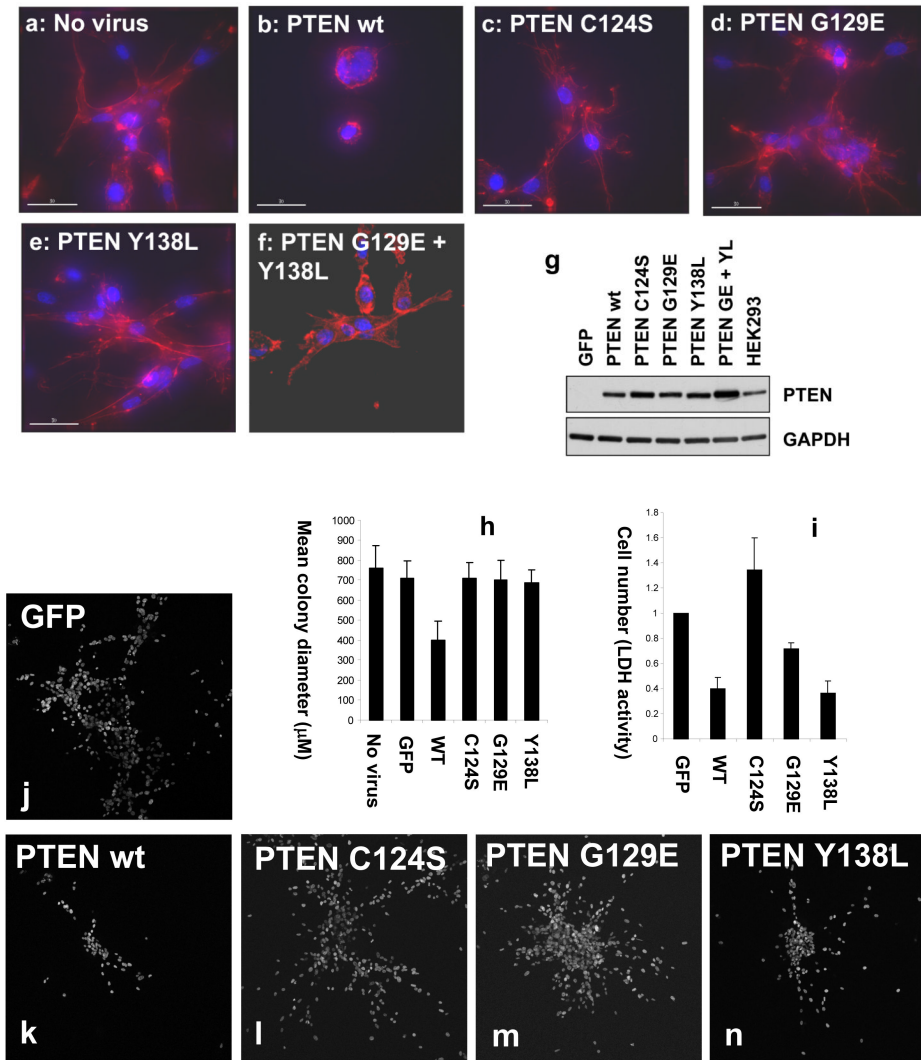 a: No virus
b: PTEN wt
c: PTEN C124S
d: PTEN G129E
e: PTEN Y138L
f: PTEN G129E +
Y138L
g
GFP
PTEN wt
PTEN C124S
PTEN G129E
PTEN Y138L
PTEN GE + YL
HEK293
PTEN
GAPDH
h
Mean colony diameter (µM)
1000
900
800
700
600
500
400
300
200
100
0
No virus
GFP
WT
C124S
G129E
Y138L
i
Cell number (LDH activity)
1.8
1.6
1.4
1.2
1
0.8
0.6
0.4
0.2
0
GFP
WT
C124S
G129E
Y138L
GFP
j
PTEN wt
k
PTEN C124S
l
PTEN G129E
m
PTEN Y138L
n